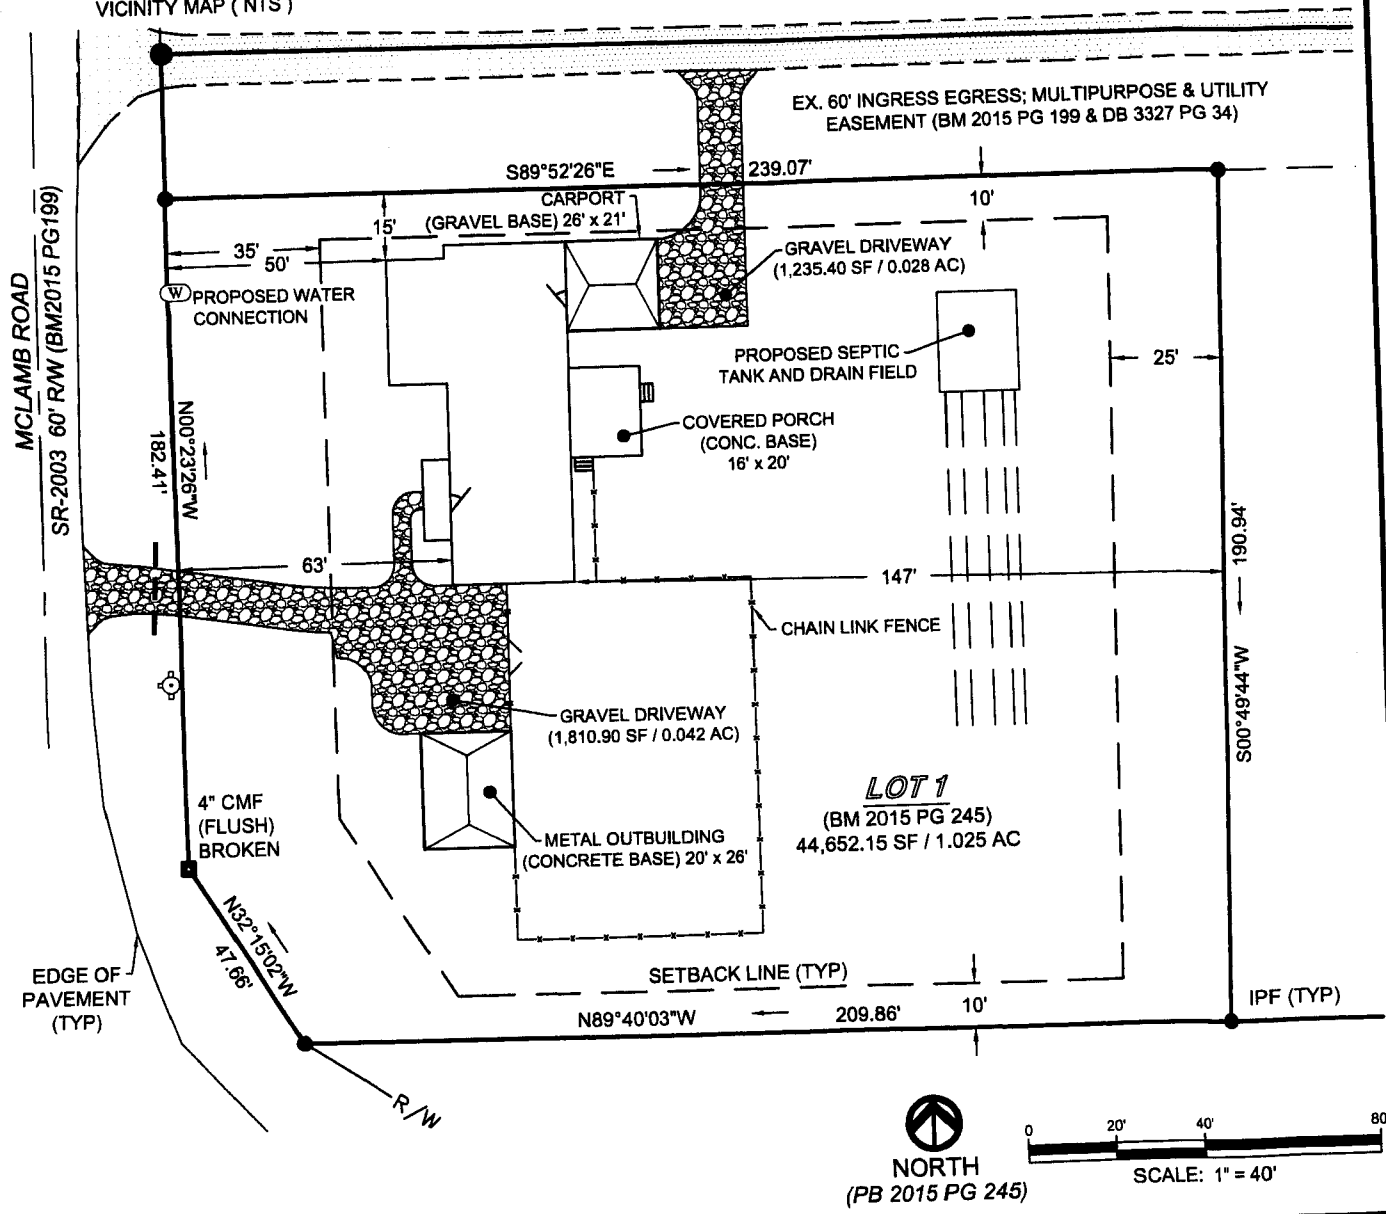 VICINITY MAP ( NTS )
EX. 60' INGRESS EGRESS; MULTIPURPOSE & UTILITY
EASEMENT (BM 2015 PG 199 & DB 3327 PG 34)
S89°52'26"E
239.07'
CARPORT
(GRAVEL BASE) 26' x 21'
15'
10'
35'
50'
GRAVEL DRIVEWAY
(1,235.40 SF / 0.028 AC)
W
PROPOSED WATER
CONNECTION
MCLAMB ROAD
SR-2003 60' R/W (BM2015 PG199)
PROPOSED SEPTIC
TANK AND DRAIN FIELD
25'
N00°23'26"W
182.41'
COVERED PORCH
(CONC. BASE)
16' x 20'
63'
147'
190.94'
S00°49'44"W
CHAIN LINK FENCE
GRAVEL DRIVEWAY
(1,810.90 SF / 0.042 AC)
LOT 1
(BM 2015 PG 245)
44,652.15 SF / 1.025 AC
4" CMF
(FLUSH)
BROKEN
METAL OUTBUILDING
(CONCRETE BASE) 20' x 26'
N32°15'02"W
47.66'
EDGE OF
PAVEMENT
(TYP)
SETBACK LINE (TYP)
IPF (TYP)
N89°40'03"W
209.86'
10'
R/W
NORTH
(PB 2015 PG 245)
0 20' 40' 80
SCALE: 1" = 40'